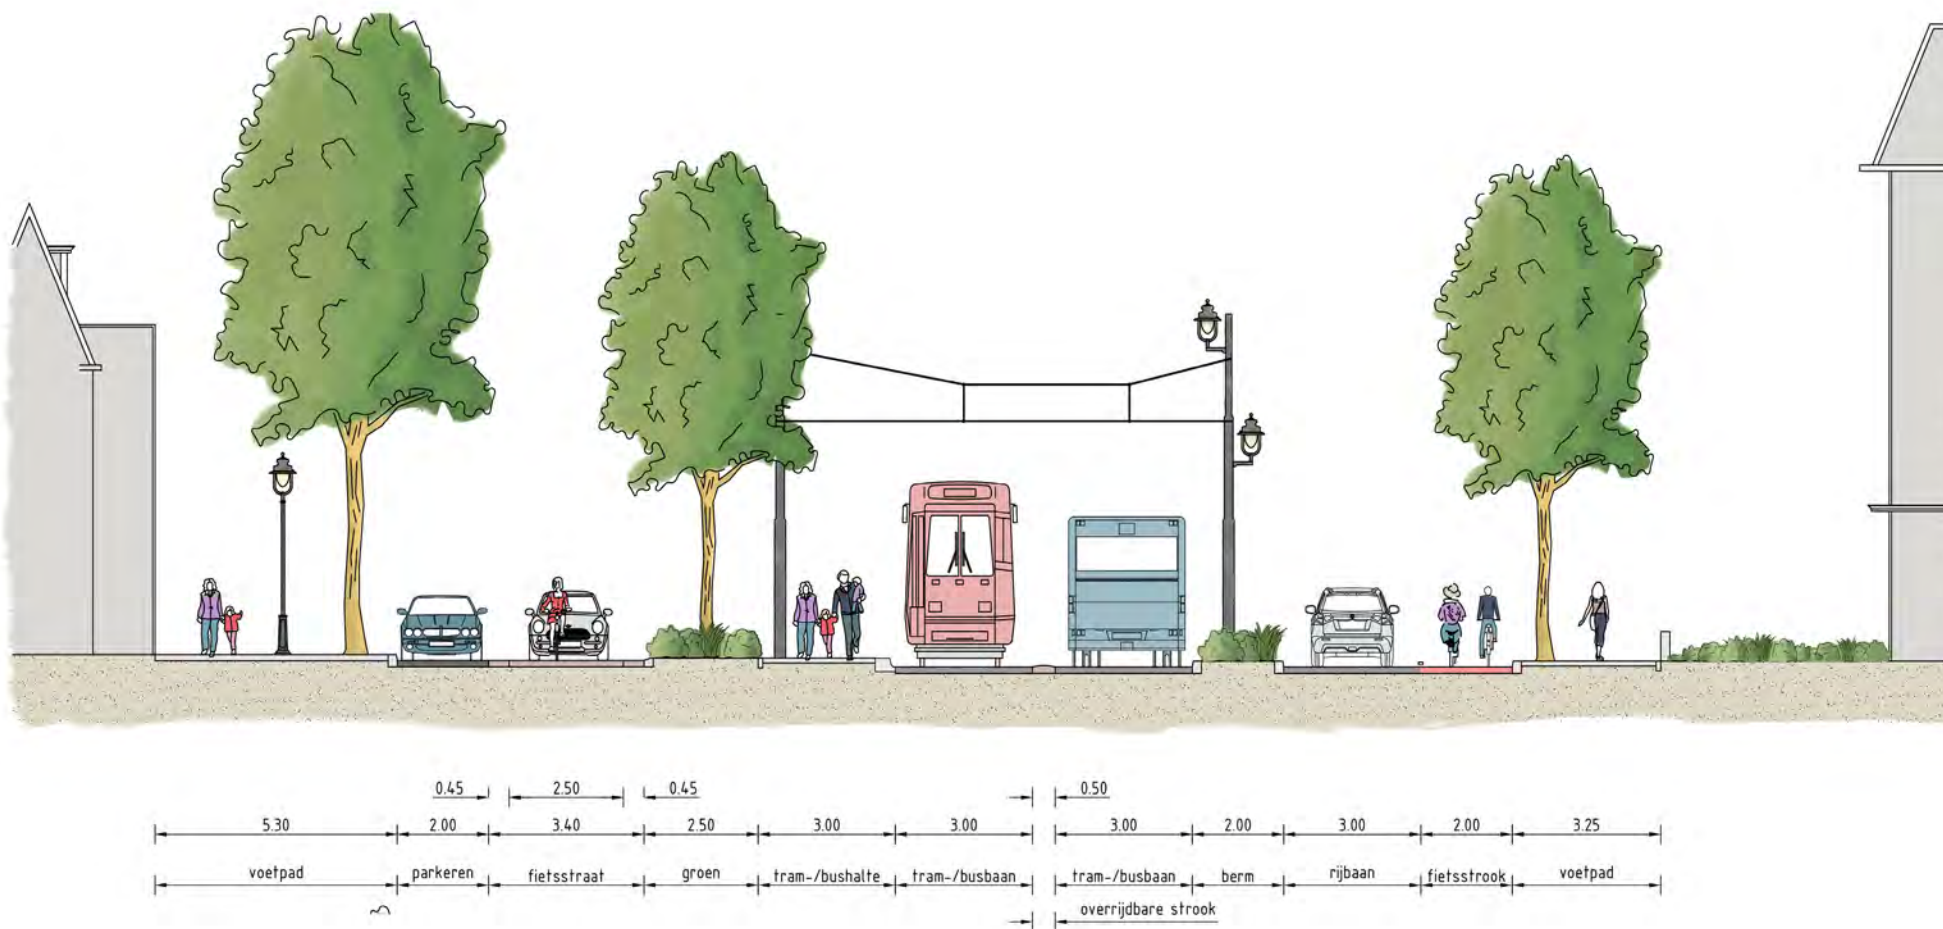 0.45 2.50 0.45 0.50
5.30 2.00 3.40 2.50 3.00 3.00 3.00 2.00 3.00 2.00 3.25
voetpad parkeren fietsstraat groen tram-/bushalte tram-/busbaan tram-/busbaan berm rijbaan fietsstrook voetpad
overrijdbare strook